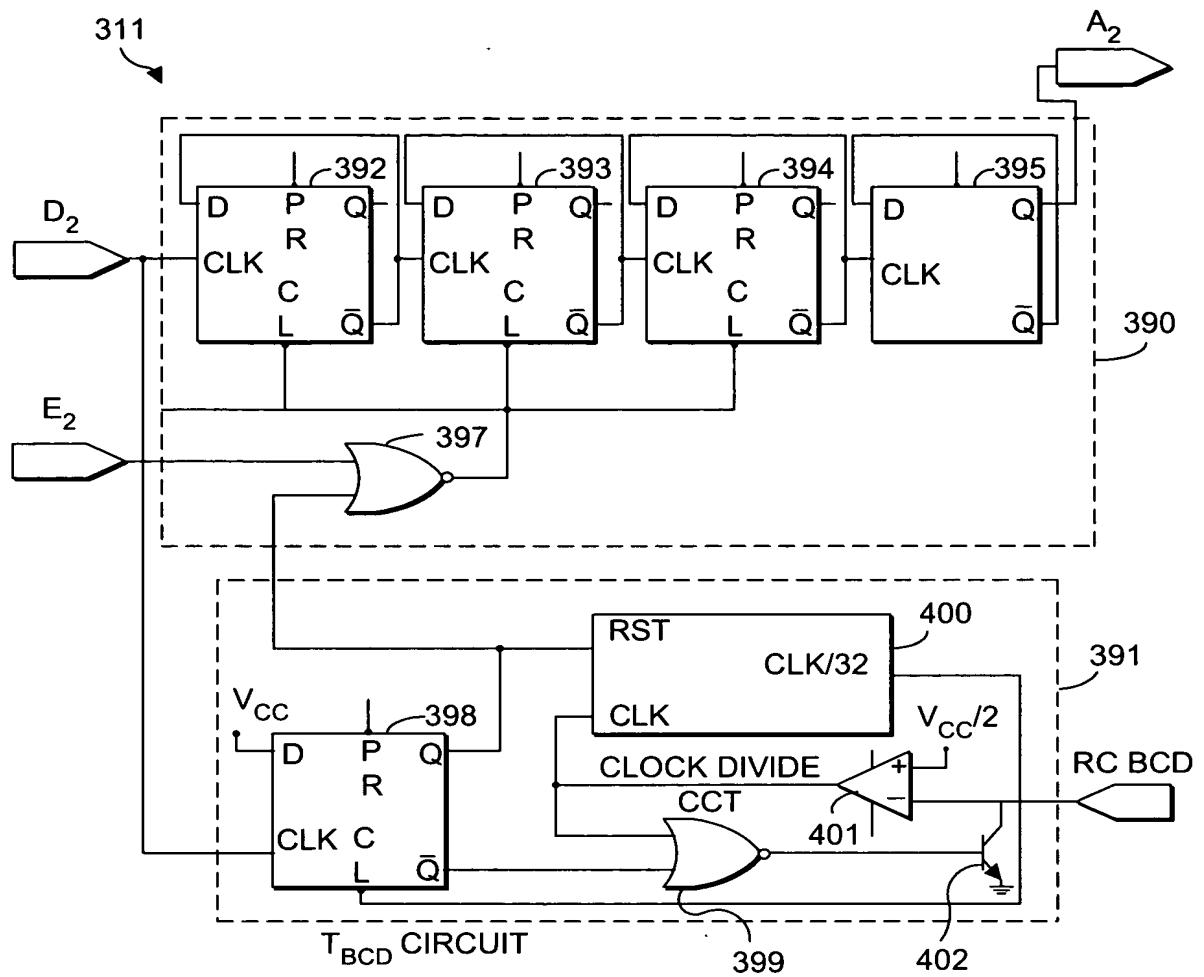 311
A2
392
393
394
395
D P Q
D P Q
D P Q
D Q
R
R
R
D2
CLK
CLK
CLK
CLK
C
C
C
L Q̅
L Q̅
L Q̅
Q̅
390
E2
397
RST
400
CLK/32
391
VCC
398
CLK
VCC/2
D P Q
R
CLOCK DIVIDE
+
RC BCD
CCT
−
401
CLK C
L Q̅
TBCD CIRCUIT
399
402